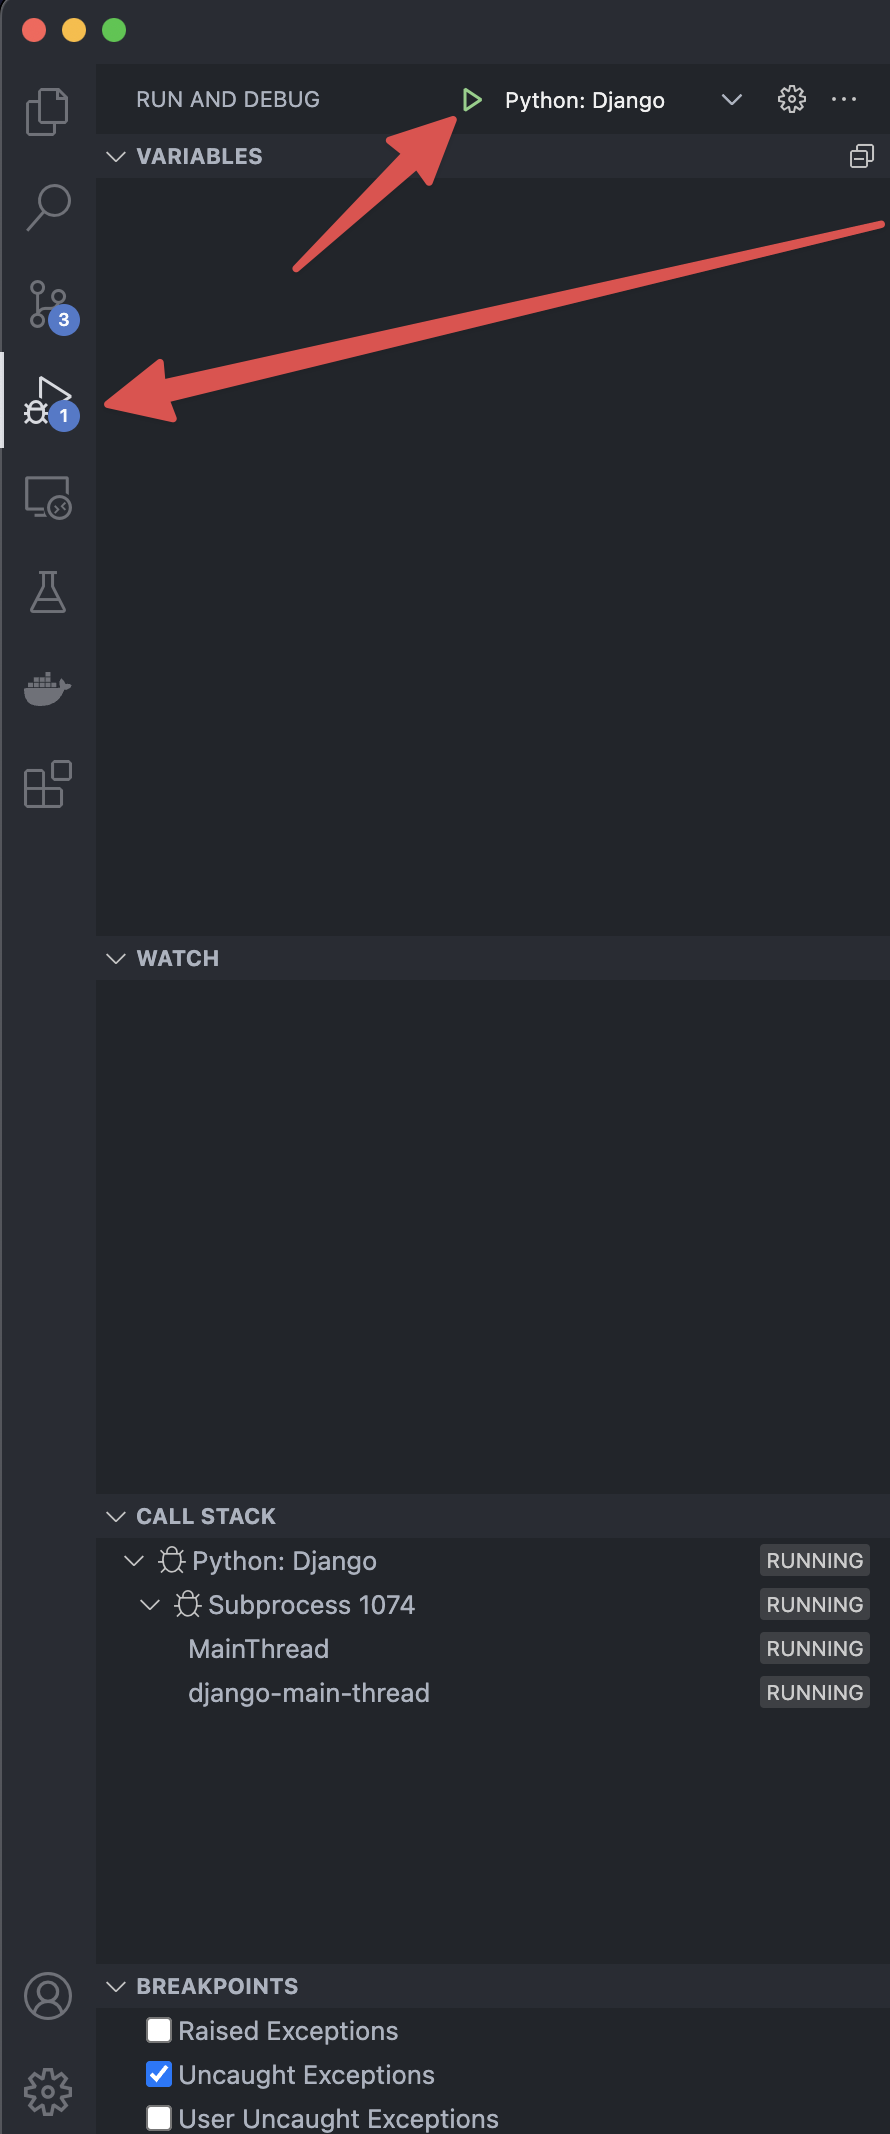 RUN AND DEBUG
Python: Django
VARIABLES
3
1
WATCH
CALL STACK
Python: Django RUNNING
Subprocess 1074 RUNNING
MainThread RUNNING
django-main-thread RUNNING
BREAKPOINTS
Raised Exceptions
Uncaught Exceptions
User Uncaught Exceptions